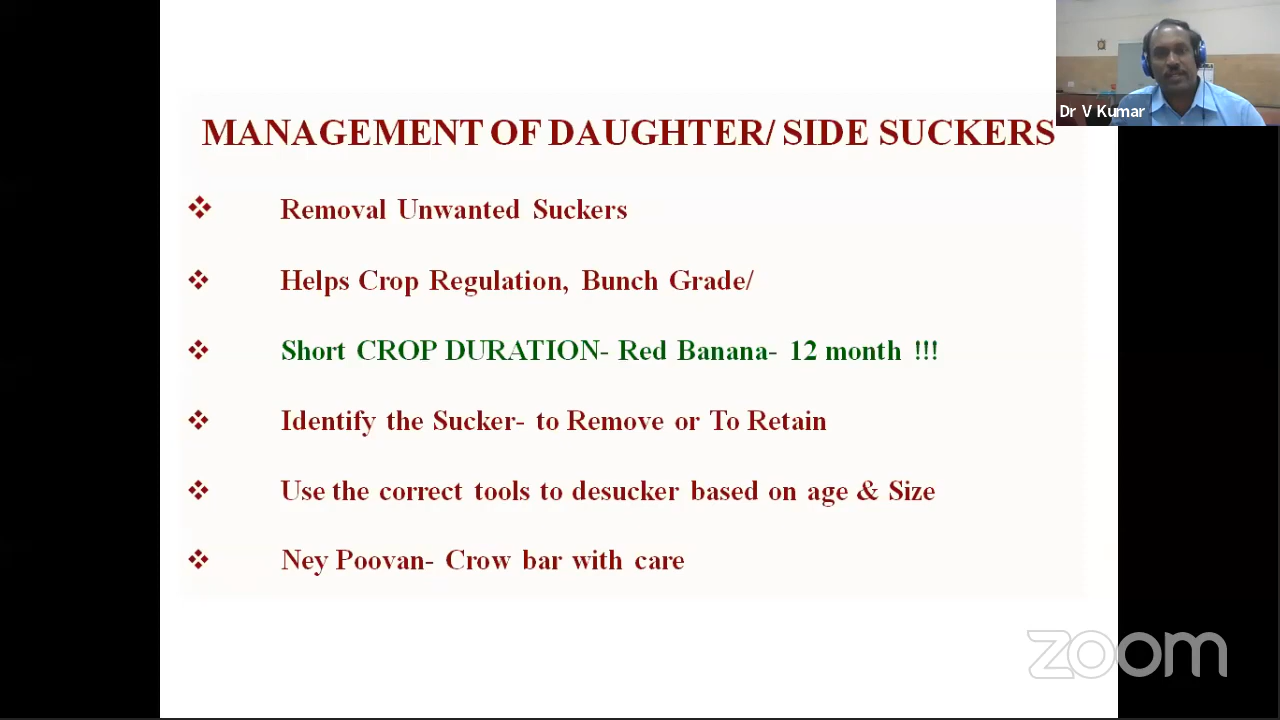 MANAGEMENT OF DAUGHTER/ SIDE SUCKERS
Dr V Kumar
Removal Unwanted Suckers
Helps Crop Regulation, Bunch Grade/
Short CROP DURATION- Red Banana- 12 month !!!
Identify the Sucker- to Remove or To Retain
Use the correct tools to desucker based on age & Size
Ney Poovan- Crow bar with care
zoom